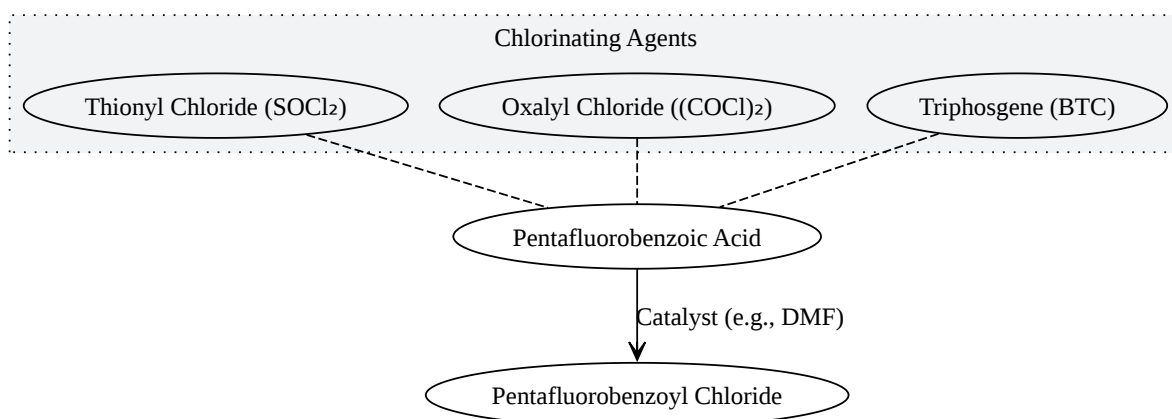 Chlorinating Agents
Thionyl Chloride (SOCl₂)
Oxalyl Chloride ((COCl)₂)
Triphosgene (BTC)
Pentafluorobenzoic Acid
Catalyst (e.g., DMF)
Pentafluorobenzoyl Chloride